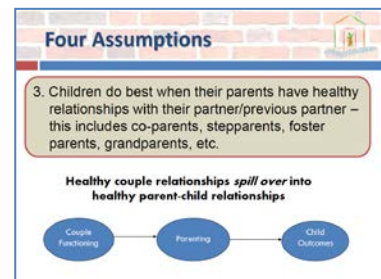 Four Assumptions
3. Children do best when their parents have healthy
relationships with their partner/previous partner –
this includes co-parents, stepparents, foster
parents, grandparents, etc.
Healthy couple relationships spill over into
healthy parent-child relationships
Couple
Functioning
Parenting
Child
Outcomes